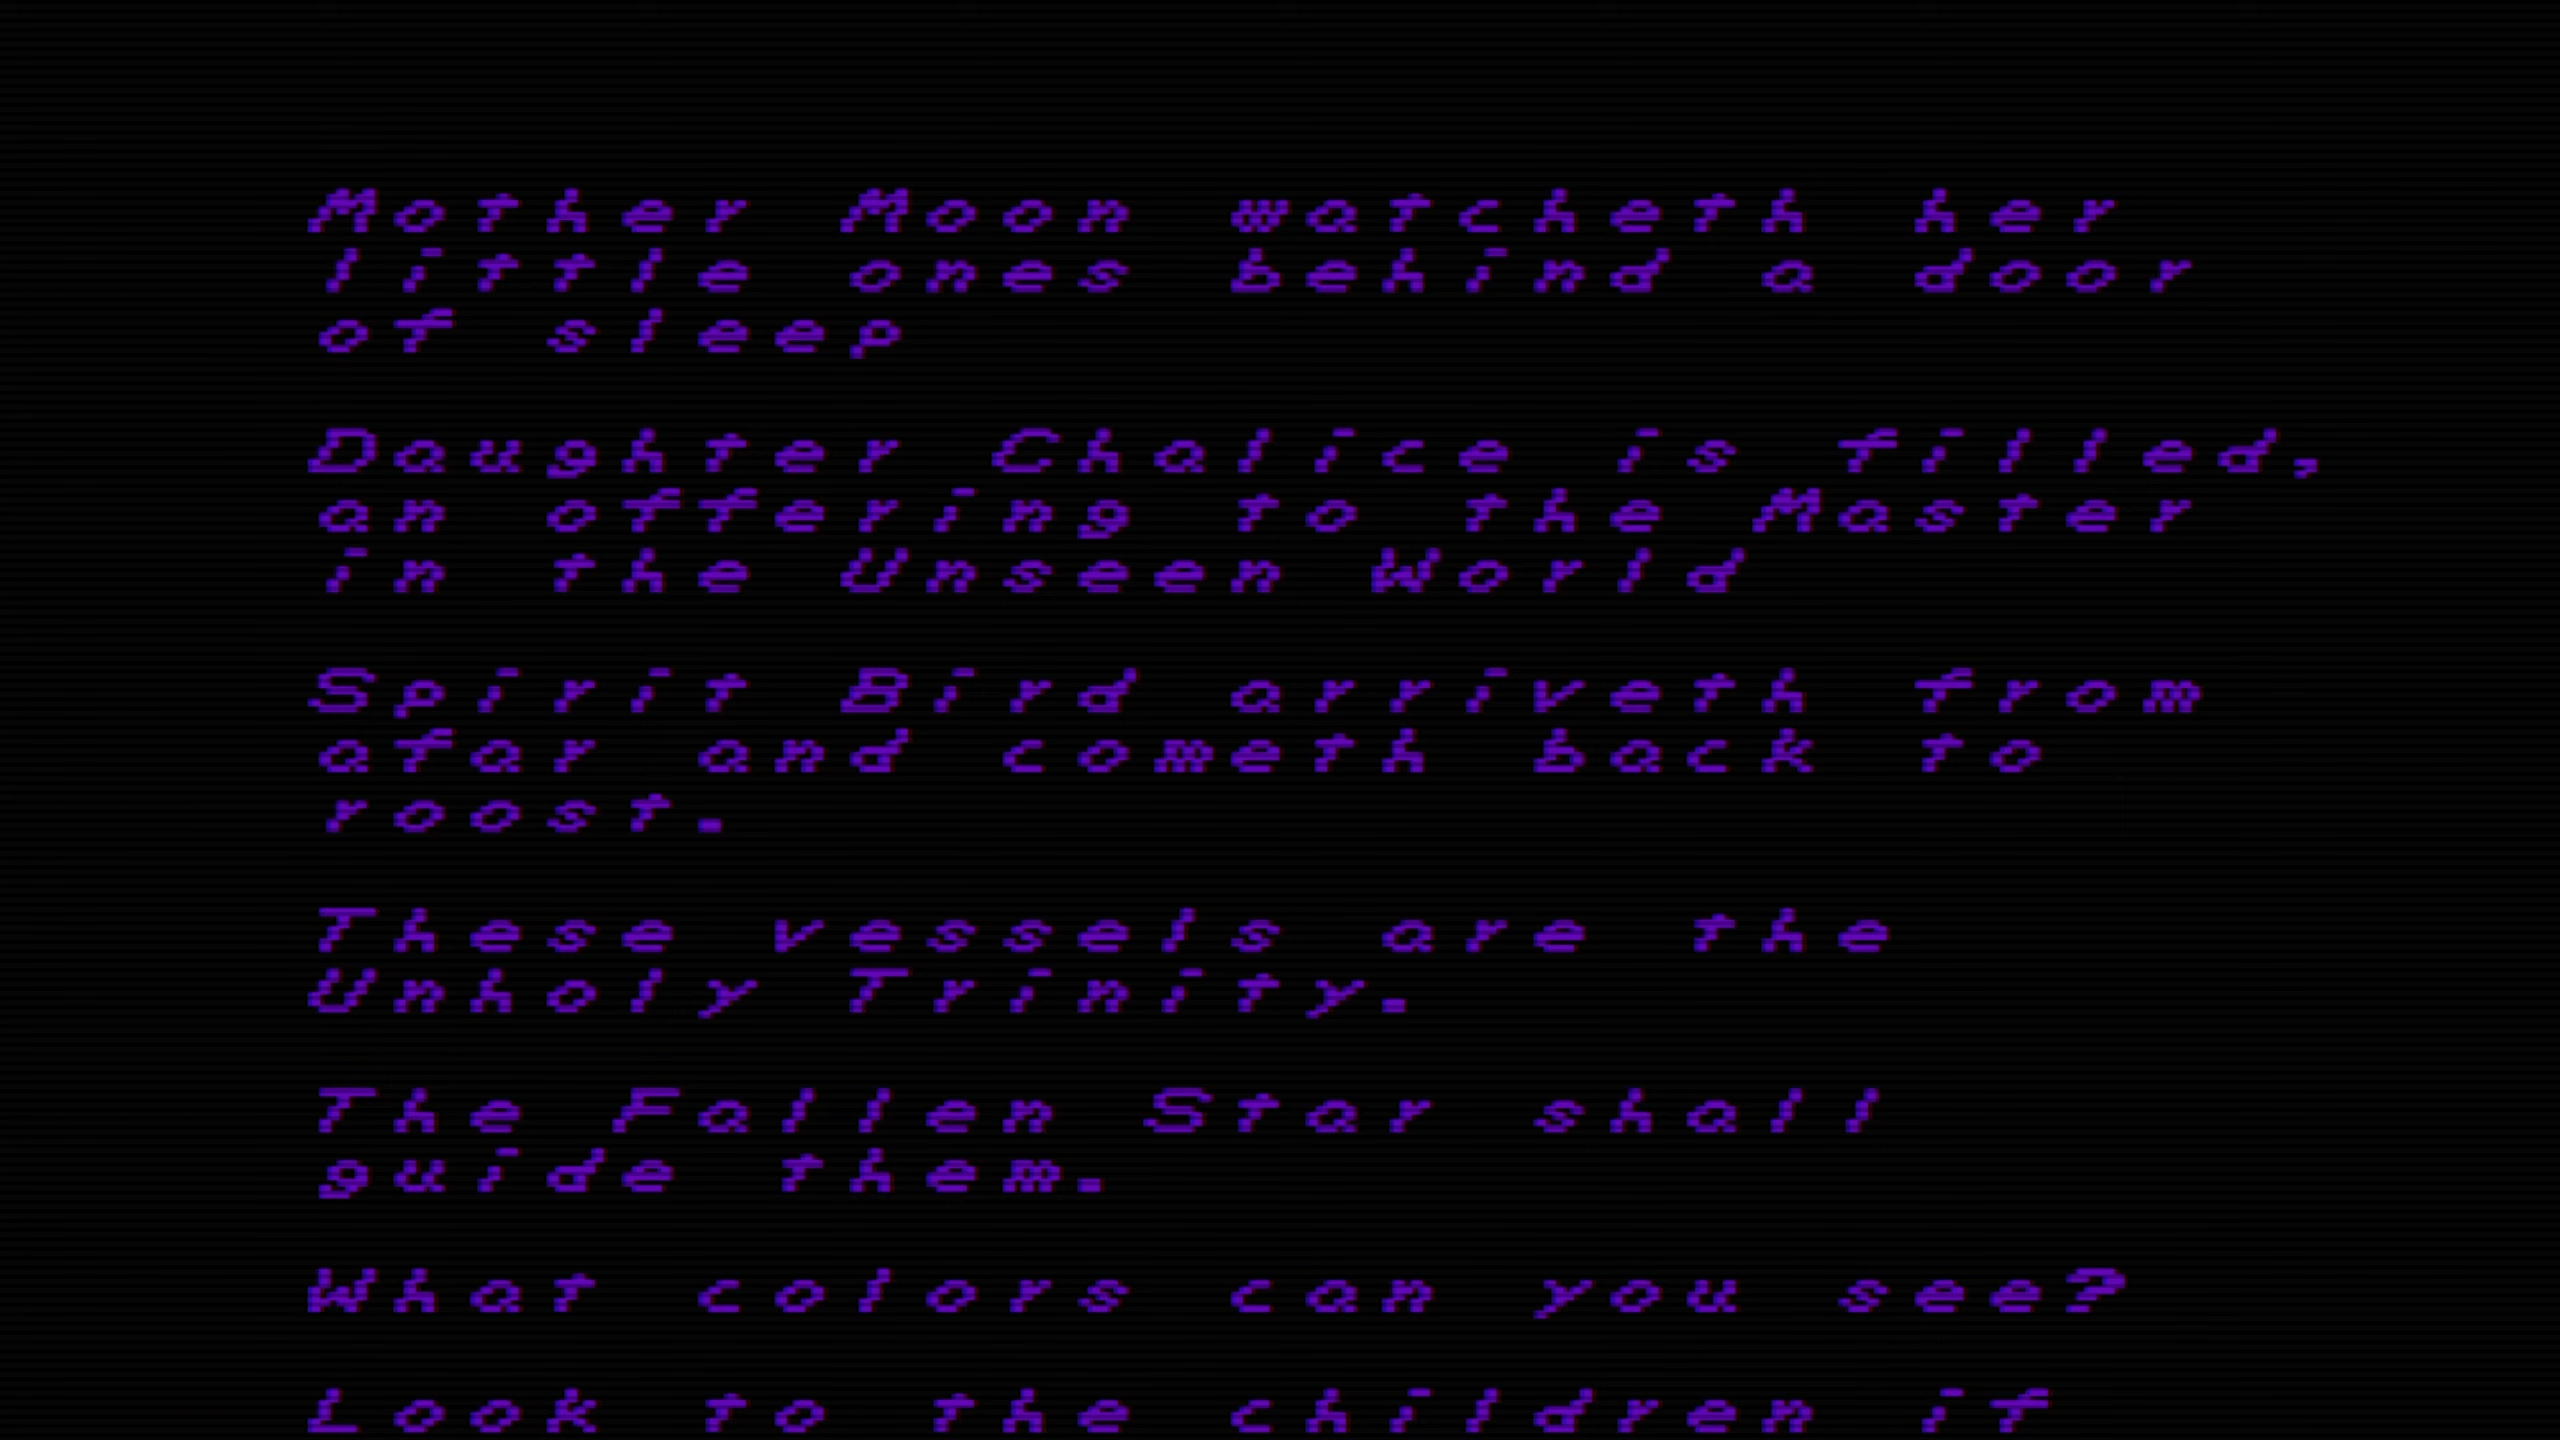 Mother Moon watcheth her
little ones behind a door
of sleep
Daughter Chalice is filled,
an offering to the Master
in the Unseen World
Spirit Bird arriveth from
afar and cometh back to
roost.
These vessels are the
Unholy Trinity.
The Fallen Star shall
guide them.
What colors can you see?
Look to the children if